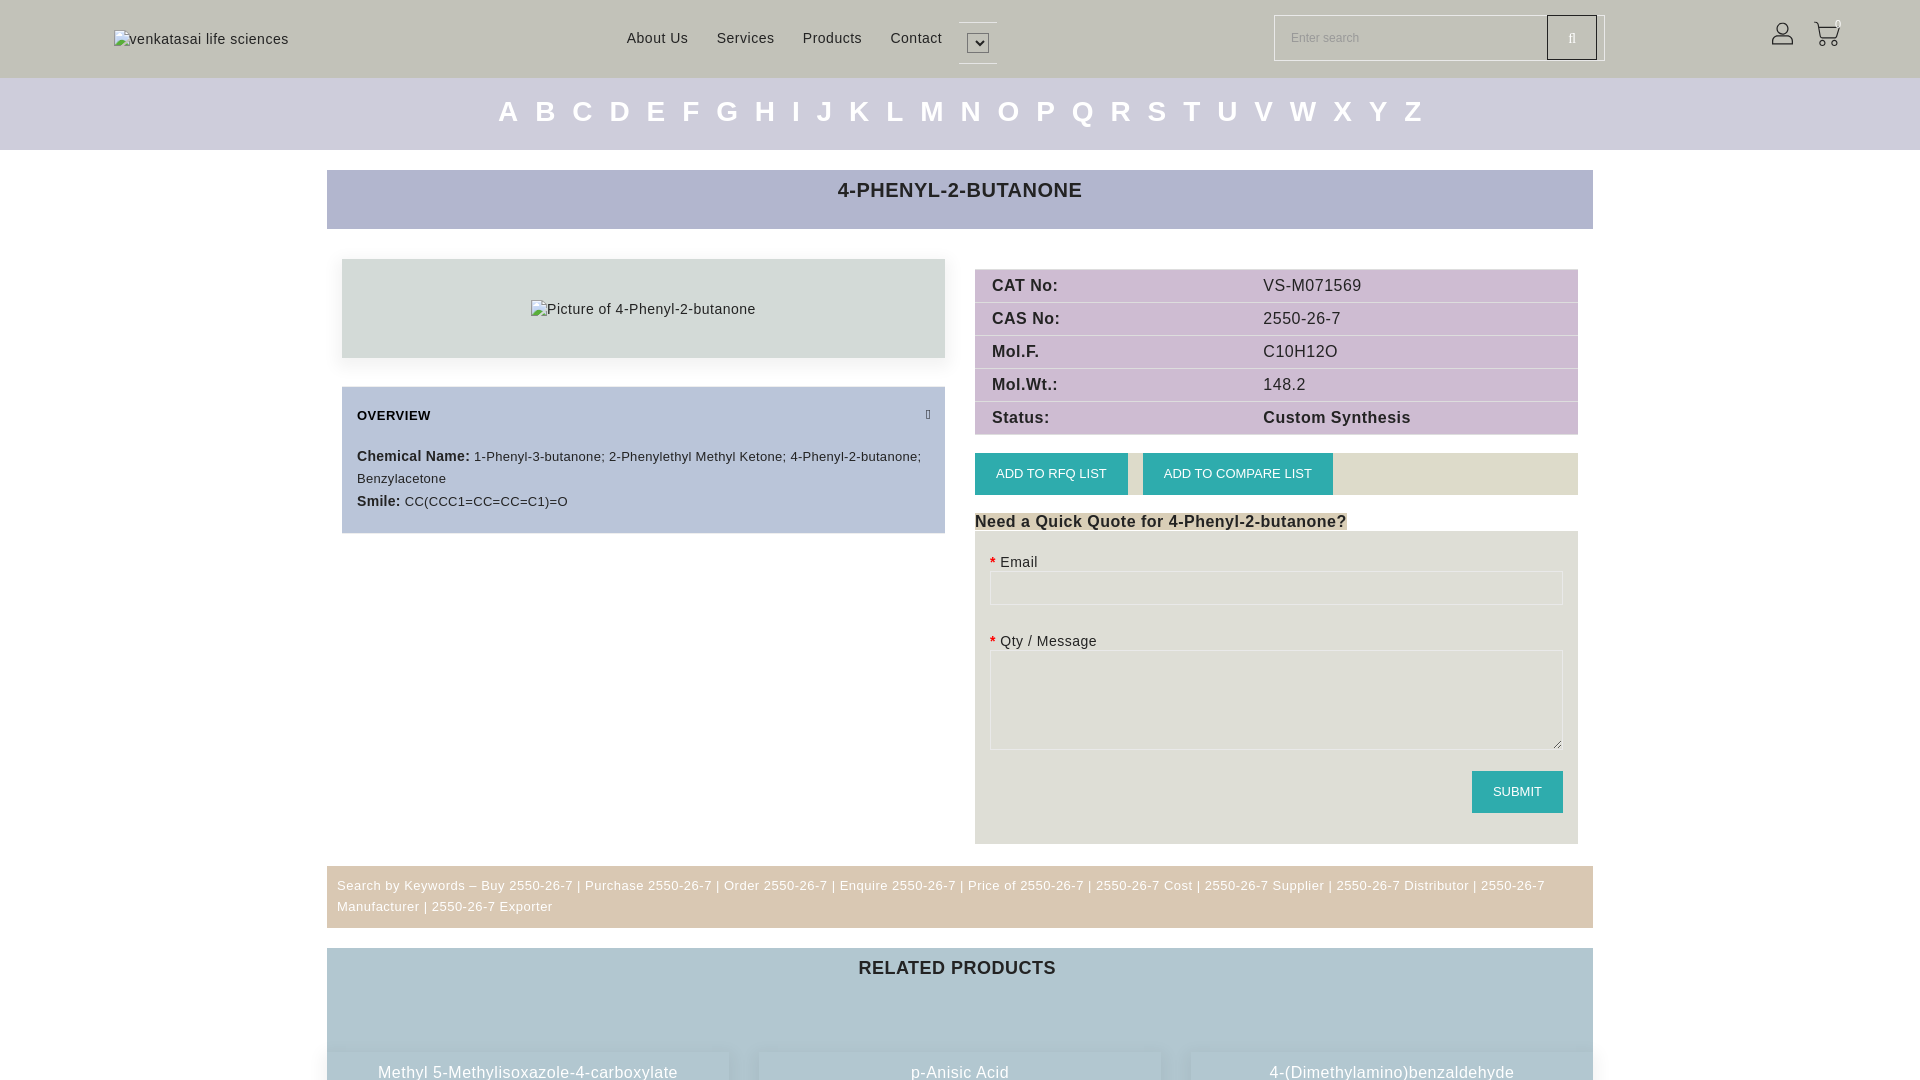 venkatasai life sciences
About Us Services Products Contact
Enter search
0
A B C D E F G H I J K L M N O P Q R S T U V W X Y Z
4-PHENYL-2-BUTANONE
Picture of 4-Phenyl-2-butanone
OVERVIEW
Chemical Name: 1-Phenyl-3-butanone; 2-Phenylethyl Methyl Ketone; 4-Phenyl-2-butanone;
Benzylacetone
Smile: CC(CCC1=CC=CC=C1)=O
CAT No: VS-M071569
CAS No: 2550-26-7
Mol.F. C10H12O
Mol.Wt.: 148.2
Status: Custom Synthesis
ADD TO RFQ LIST ADD TO COMPARE LIST
Need a Quick Quote for 4-Phenyl-2-butanone?
* Email
* Qty / Message
SUBMIT
Search by Keywords – Buy 2550-26-7 | Purchase 2550-26-7 | Order 2550-26-7 | Enquire 2550-26-7 | Price of 2550-26-7 | 2550-26-7 Cost | 2550-26-7 Supplier | 2550-26-7 Distributor | 2550-26-7
Manufacturer | 2550-26-7 Exporter
RELATED PRODUCTS
Methyl 5-Methylisoxazole-4-carboxylate p-Anisic Acid 4-(Dimethylamino)benzaldehyde